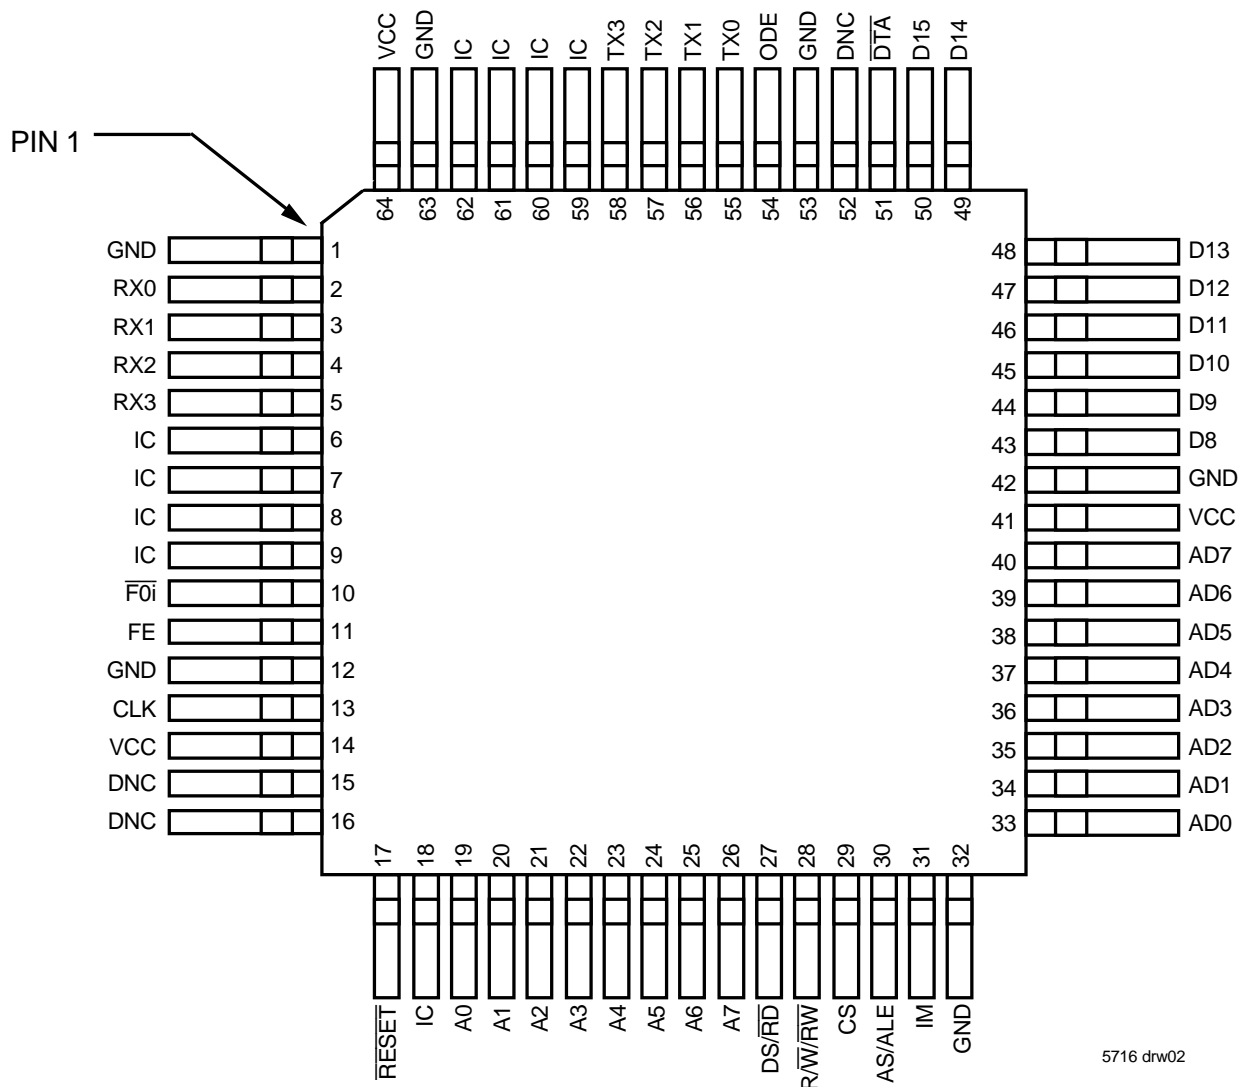 VCC
GND
IC
IC
IC
IC
TX3
TX2
TX1
TX0
ODE
GND
DNC
D̅T̅A̅
D15
D14
PIN 1
64
63
62
61
60
59
58
57
56
55
54
53
52
51
50
49
GND 1
RX0 2
RX1 3
RX2 4
RX3 5
IC 6
IC 7
IC 8
IC 9
F̅0̅i̅ 10
FE 11
GND 12
CLK 13
VCC 14
DNC 15
DNC 16
48 D13
47 D12
46 D11
45 D10
44 D9
43 D8
42 GND
41 VCC
40 AD7
39 AD6
38 AD5
37 AD4
36 AD3
35 AD2
34 AD1
33 AD0
17
18
19
20
21
22
23
24
25
26
27
28
29
30
31
32
R̅E̅S̅E̅T̅
IC
A0
A1
A2
A3
A4
A5
A6
A7
DS/R̅D̅
R/W̅/R̅W̅
CS
AS/ALE
IM
GND
5716 drw02